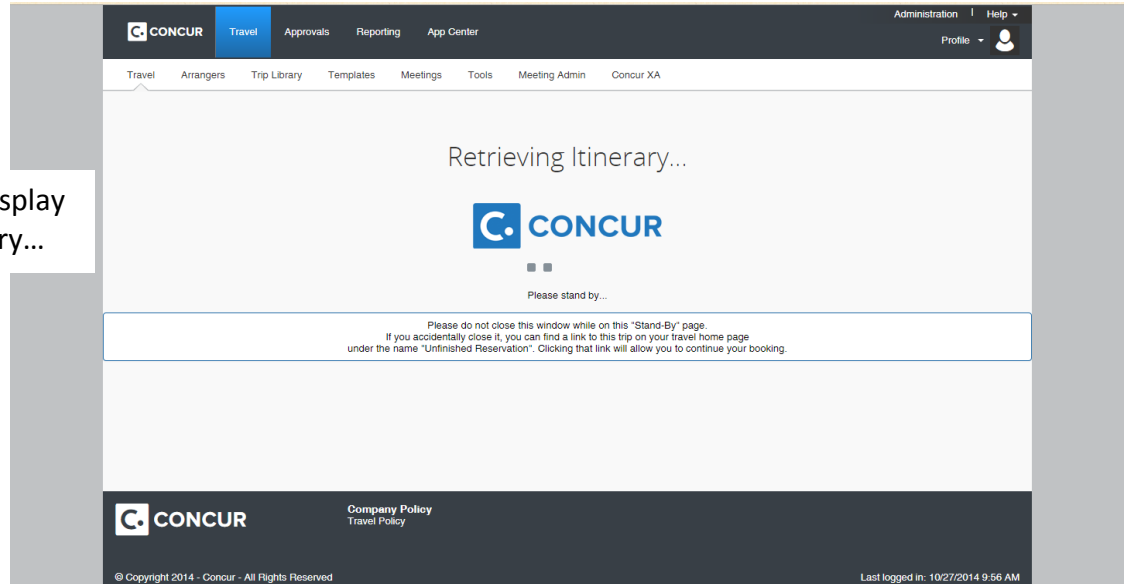 Administration | Help
C. CONCUR Travel Approvals Reporting App Center
Profile
Travel Arrangers Trip Library Templates Meetings Tools Meeting Admin Concur XA
Retrieving Itinerary...
splay
ry...
C. CONCUR
Please stand by...
Please do not close this window while on this "Stand-By" page.
If you accidentally close it, you can find a link to this trip on your travel home page
under the name "Unfinished Reservation". Clicking that link will allow you to continue your booking.
C. CONCUR
Company Policy
Travel Policy
© Copyright 2014 - Concur - All Rights Reserved
Last logged in: 10/27/2014 9:56 AM